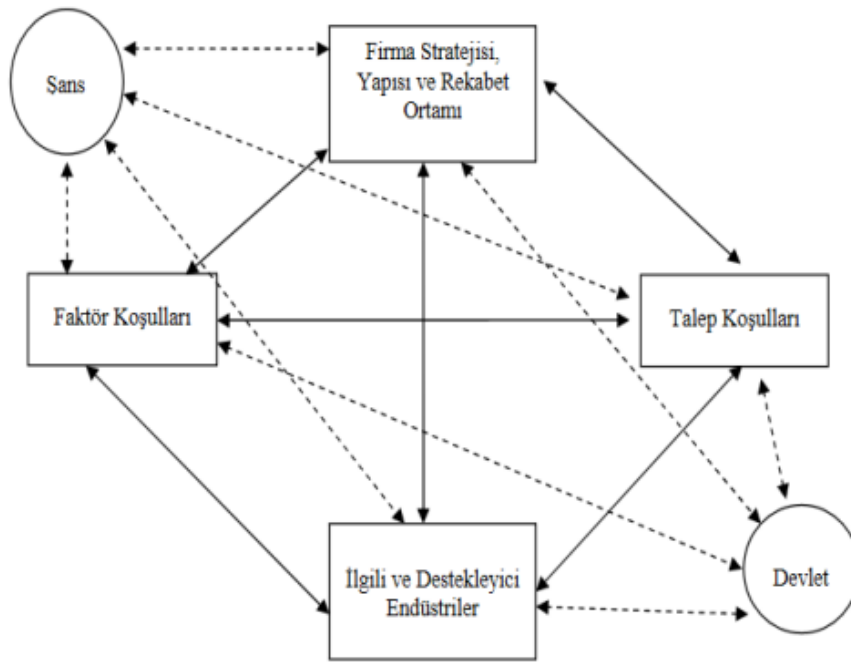 Şans
Firma Stratejisi,
Yapısı ve Rekabet
Ortamı
Faktör Koşulları
Talep Koşulları
İlgili ve Destekleyici
Endüstriler
Devlet